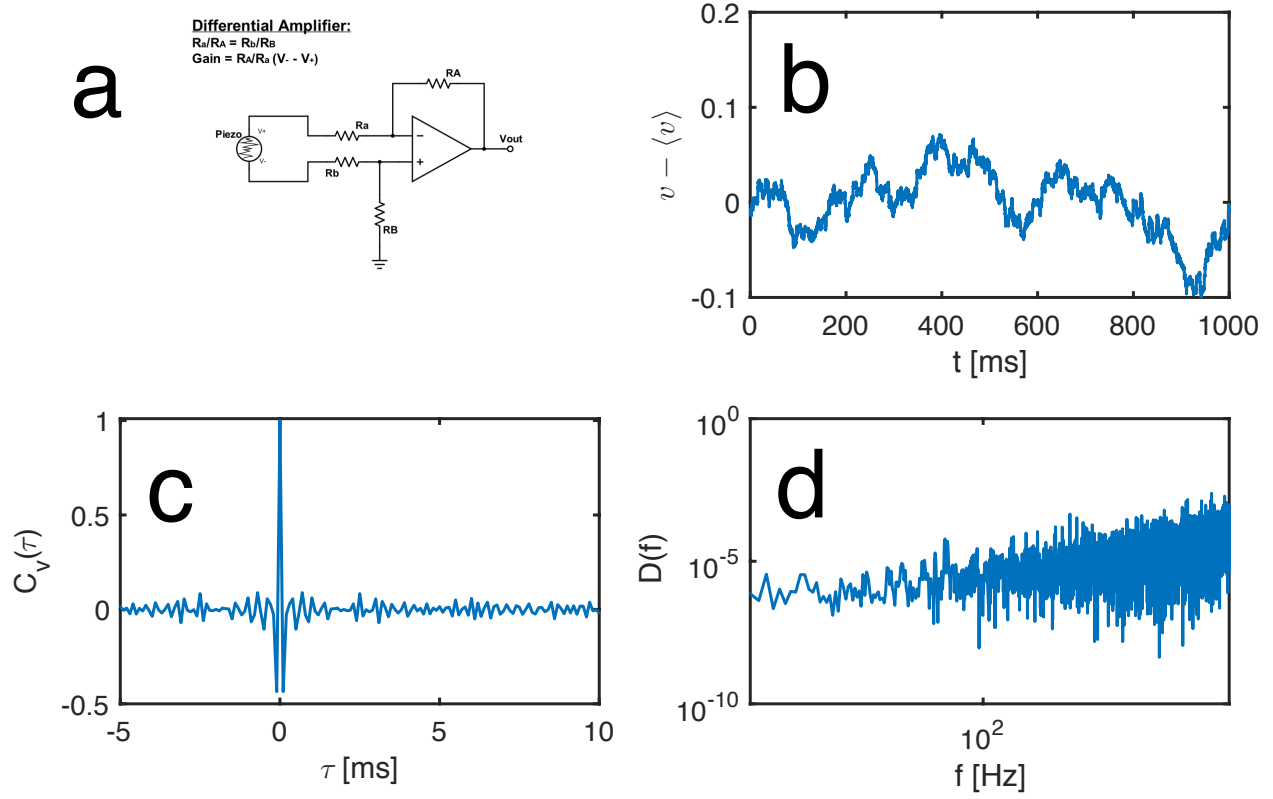 Differential Amplifier:
Ra/RA = Rb/RB
Gain = RA/Ra (V- - V+)
a
RA
Piezo
V+
V-
Ra
Rb
Vout
RB
b
0.2
0.1
0
-0.1
v − ⟨v⟩
0
200
400
600
800
1000
t [ms]
c
1
0.5
0
-0.5
Cv(τ)
-5
0
5
10
τ [ms]
d
10^0
10^-5
10^-10
D(f)
10^2
f [Hz]